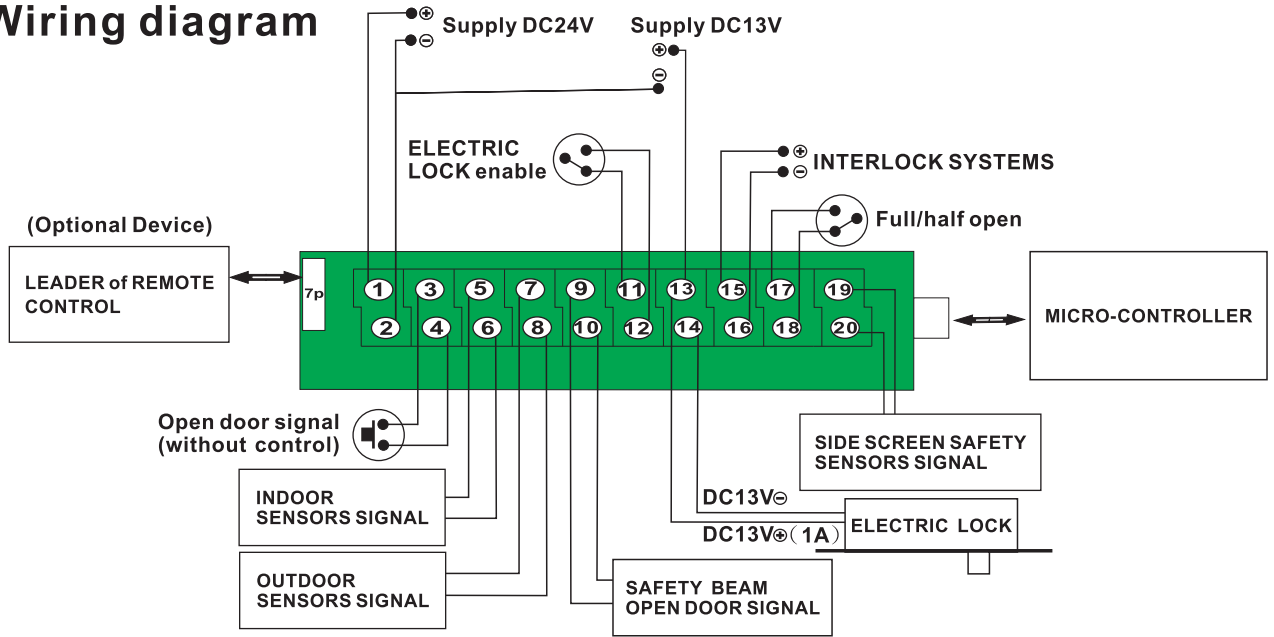 Wiring diagram
⊕
⊖
Supply DC24V
Supply DC13V
⊕
⊖
ELECTRIC
LOCK enable
⊕
⊖
INTERLOCK SYSTEMS
Full/half open
(Optional Device)
LEADER of REMOTE
CONTROL
7p
1 3 5 7 9 11 13 15 17 19
2 4 6 8 10 12 14 16 18 20
MICRO-CONTROLLER
Open door signal
(without control)
SIDE SCREEN SAFETY
SENSORS SIGNAL
INDOOR
SENSORS SIGNAL
DC13V⊖
DC13V⊕(1A)
ELECTRIC LOCK
OUTDOOR
SENSORS SIGNAL
SAFETY BEAM
OPEN DOOR SIGNAL